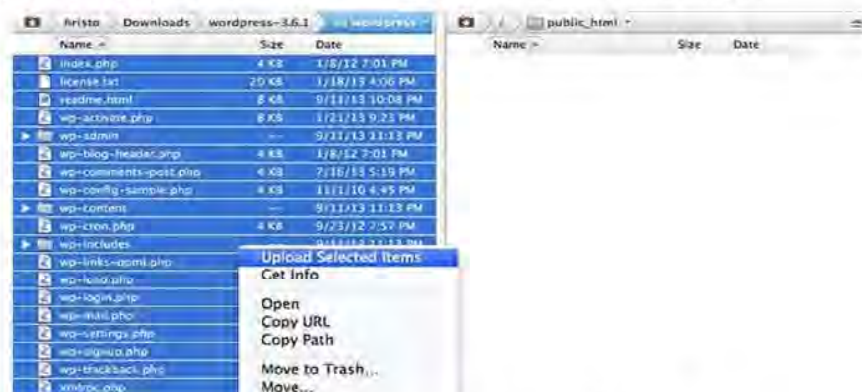 hristo Downloads wordpress-3.6.1 wordpress
public_html
Name Size Date
Name Size Date
index.php 4 KB 1/8/12 7:01 PM
license.txt 20 KB 1/18/13 4:06 PM
readme.html 8 KB 9/11/13 10:08 PM
wp-activate.php 8 KB 1/21/13 9:23 PM
wp-admin -- 9/11/13 11:13 PM
wp-blog-header.php 4 KB 1/8/12 7:01 PM
wp-comments-post.php 4 KB 7/16/13 5:19 PM
wp-config-sample.php 4 KB 11/1/10 4:45 PM
wp-content -- 9/11/13 11:13 PM
wp-cron.php 4 KB 9/23/12 7:57 PM
wp-includes -- 9/11/13 11:13 PM
wp-links-opml.php
wp-load.php
wp-login.php
wp-mail.php
wp-settings.php
wp-signup.php
wp-trackback.php
xmlrpc.php
Upload Selected Items
Get Info
Open
Copy URL
Copy Path
Move to Trash...
Move...